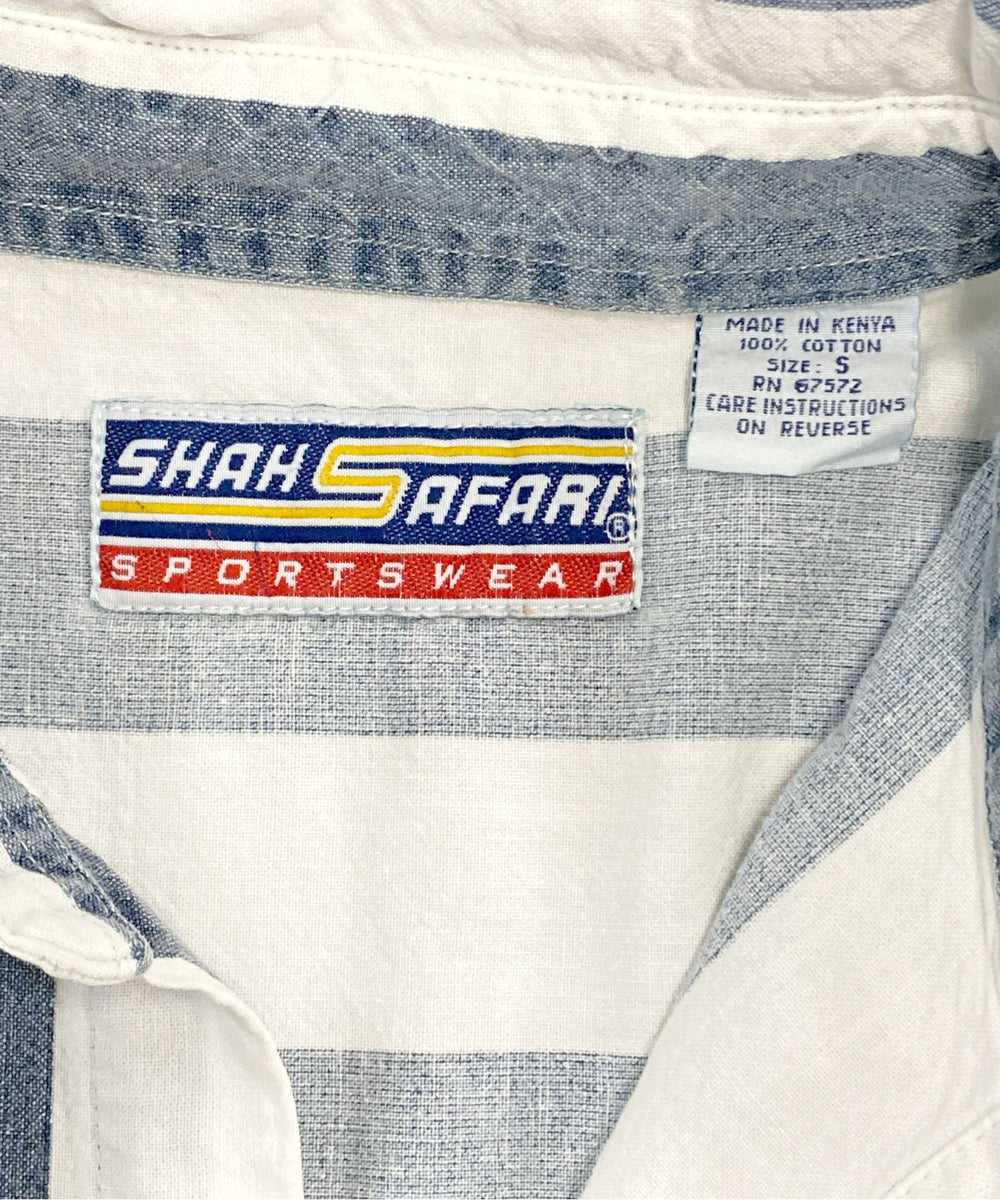 SHAH SAFARI®
SPORTSWEAR
MADE IN KENYA
100% COTTON
SIZE: S
RN 67572
CARE INSTRUCTIONS
ON REVERSE